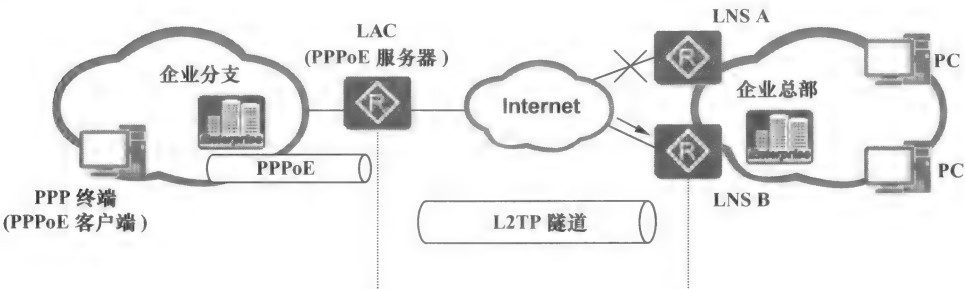 LAC
(PPPoE 服务器)
LNS A
企业分支
PC
企业总部
R
R
Internet
R
PPPoE
PPP 终端
(PPPoE 客户端)
PC
LNS B
L2TP 隧道